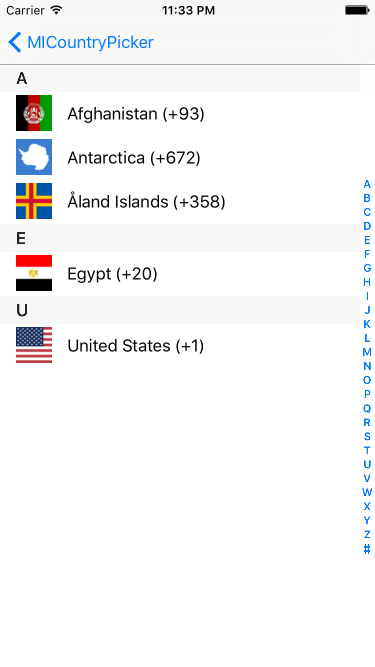 Carrier 11:33 PM
MICountryPicker
A
Afghanistan (+93)
Antarctica (+672)
Åland Islands (+358)
E
Egypt (+20)
U
United States (+1)
A
B
C
D
E
F
G
H
I
J
K
L
M
N
O
P
Q
R
S
T
U
V
W
X
Y
Z
#